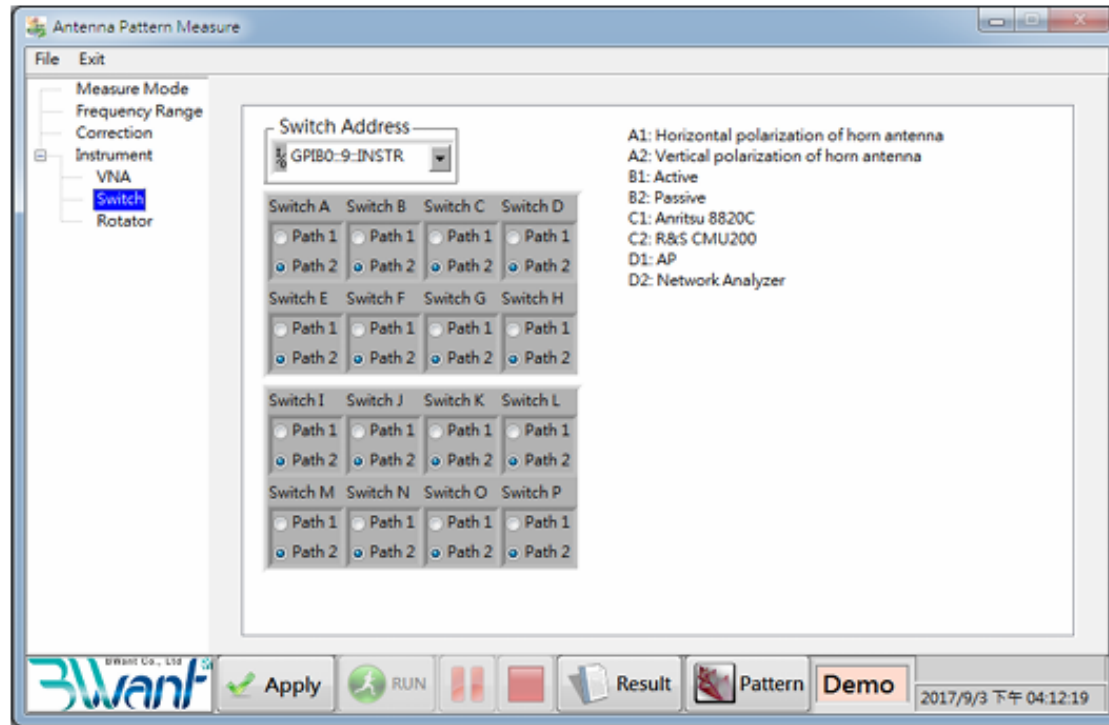 Antenna Pattern Measure
File Exit
Measure Mode
Frequency Range
Correction
Instrument
VNA
Switch
Rotator
Switch Address
GPIB0::9::INSTR
Switch A Switch B Switch C Switch D
Path 1 Path 1 Path 1 Path 1
Path 2 Path 2 Path 2 Path 2
Switch E Switch F Switch G Switch H
Path 1 Path 1 Path 1 Path 1
Path 2 Path 2 Path 2 Path 2
Switch I Switch J Switch K Switch L
Path 1 Path 1 Path 1 Path 1
Path 2 Path 2 Path 2 Path 2
Switch M Switch N Switch O Switch P
Path 1 Path 1 Path 1 Path 1
Path 2 Path 2 Path 2 Path 2
A1: Horizontal polarization of horn antenna
A2: Vertical polarization of horn antenna
B1: Active
B2: Passive
C1: Anritsu 8820C
C2: R&S CMU200
D1: AP
D2: Network Analyzer
BWant Co., Ltd
BWant
Apply
RUN
Result
Pattern
Demo
2017/9/3 下午 04:12:19